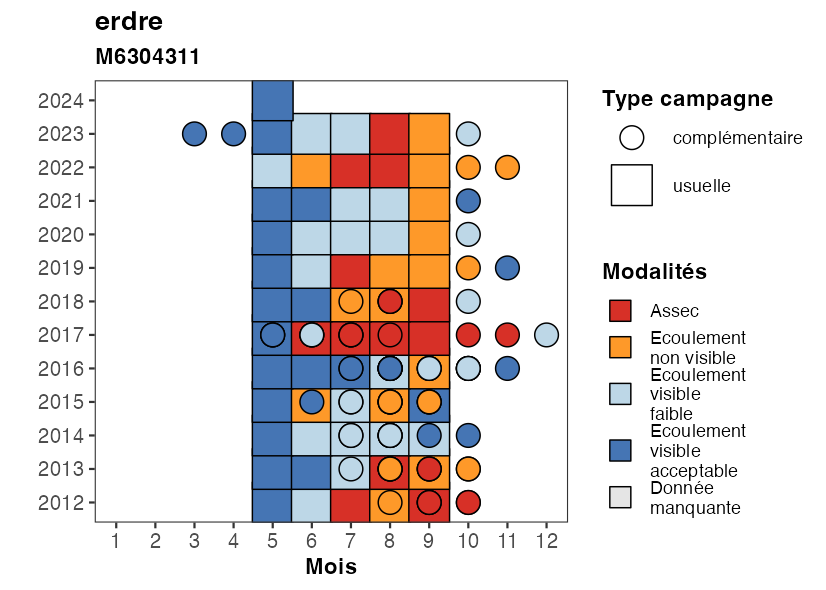 erdre
M6304311
2024
2023
2022
2021
2020
2019
2018
2017
2016
2015
2014
2013
2012
1 2 3 4 5 6 7 8 9 10 11 12
Mois
Type campagne
complémentaire
usuelle
Modalités
Assec
Ecoulement
non visible
Ecoulement
visible
faible
Ecoulement
visible
acceptable
Donnée
manquante